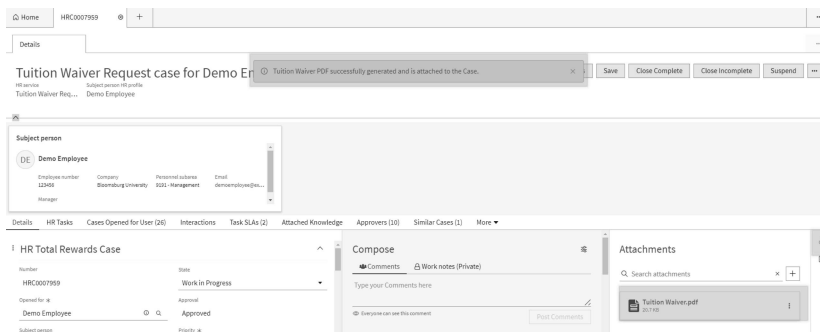 Home
HRC0007959
Details
Tuition Waiver Request case for Demo Em
Tuition Waiver PDF successfully generated and is attached to the Case.
Save
Close Complete
Close Incomplete
Suspend
HR service
Subject person HR profile
Tuition Waiver Req...
Demo Employee
Subject person
DE
Demo Employee
Employee number
Company
Personnel subarea
Email
123456
Bloomsburg University
9191 - Management
demoemployee@ss...
Manager
Details
HR Tasks
Cases Opened for User (26)
Interactions
Task SLAs (2)
Attached Knowledge
Approvers (10)
Similar Cases (1)
More
HR Total Rewards Case
Number
HRC0007959
State
Work in Progress
Opened for
Demo Employee
Approval
Approved
Subject person
Priority
Compose
Comments
Work notes (Private)
Type your Comments here
Everyone can see this comment
Post Comments
Attachments
Search attachments
Tuition Waiver.pdf
20.7 KB